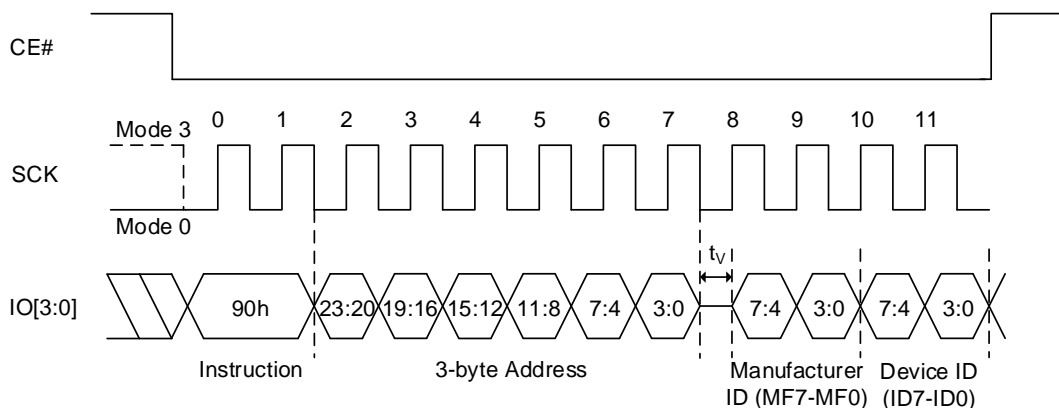 CE#
0 1 2 3 4 5 6 7 8 9 10 11
Mode 3
SCK
Mode 0
tV
IO[3:0]
90h 23:20 19:16 15:12 11:8 7:4 3:0 7:4 3:0 7:4 3:0
Instruction
3-byte Address
Manufacturer
ID (MF7-MF0)
Device ID
(ID7-ID0)